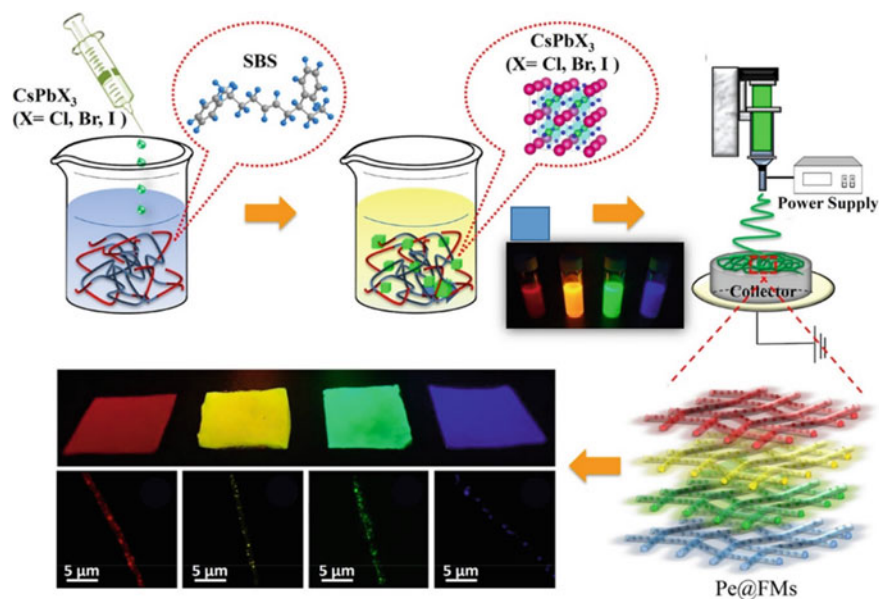 CsPbX₃
(X= Cl, Br, I )
SBS
CsPbX₃
(X= Cl, Br, I )
Power Supply
Collector
5 μm
5 μm
5 μm
5 μm
Pe@FMs